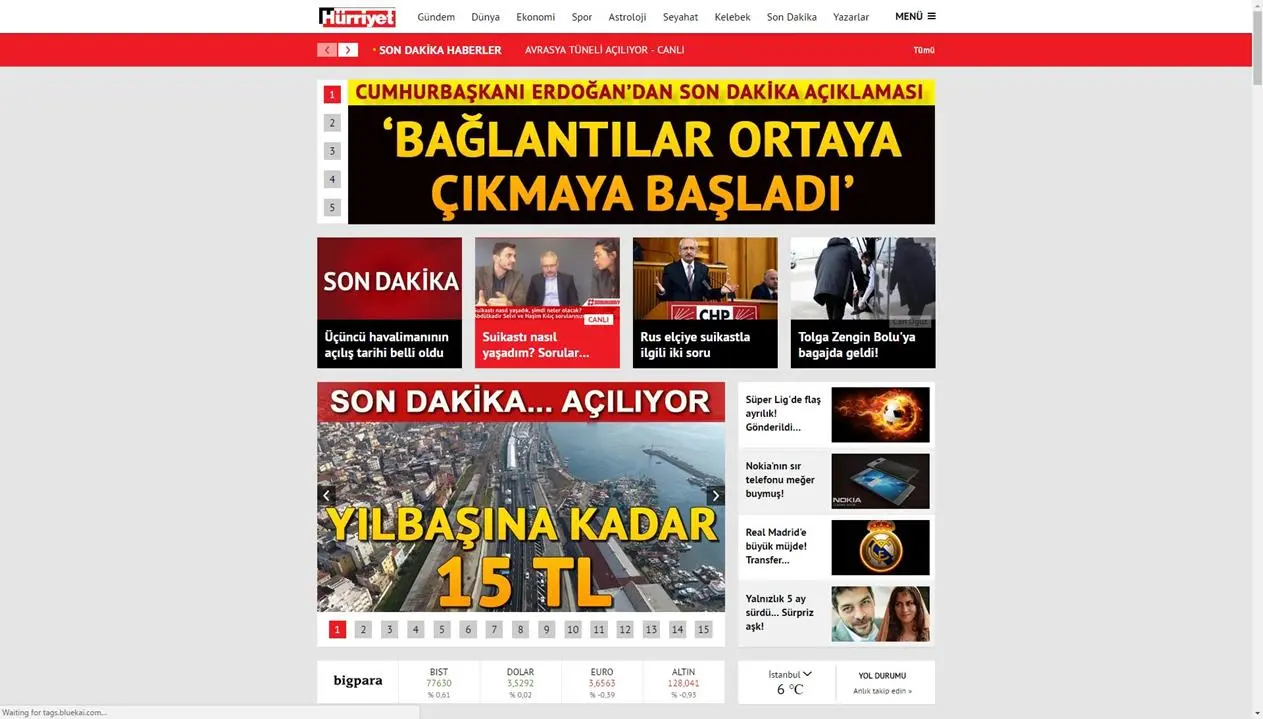 Hürriyet
Gündem Dünya Ekonomi Spor Astroloji Seyahat Kelebek Son Dakika Yazarlar MENÜ
SON DAKİKA HABERLER AVRASYA TÜNELİ AÇILIYOR - CANLI Tümü
CUMHURBAŞKANI ERDOĞAN'DAN SON DAKİKA AÇIKLAMASI
'BAĞLANTILAR ORTAYA
ÇIKMAYA BAŞLADI'
1
2
3
4
5
SON DAKİKA
Üçüncü havalimanının
açılış tarihi belli oldu
CANLI
Suikastı nasıl
yaşadım? Sorular...
CHP
Rus elçiye suikastla
ilgili iki soru
Tolga Zengin Bolu'ya
bagajda geldi!
SON DAKİKA... AÇILIYOR
YILBAŞINA KADAR
15 TL
1 2 3 4 5 6 7 8 9 10 11 12 13 14 15
Süper Lig'de flaş
ayrılık!
Gönderildi...
Nokia'nın sır
telefonu meğer
buymuş!
NOKIA
Real Madrid'e
büyük müjde!
Transfer...
Yalnızlık 5 ay
sürdü... Sürpriz
aşk!
bigpara
BIST
77630
% 0,61
DOLAR
3,5292
% 0,02
EURO
3,6563
% -0,39
ALTIN
128,041
% -0,93
İstanbul
6 °C
YOL DURUMU
Anlık takip edin »
Waiting for tags.bluekai.com...